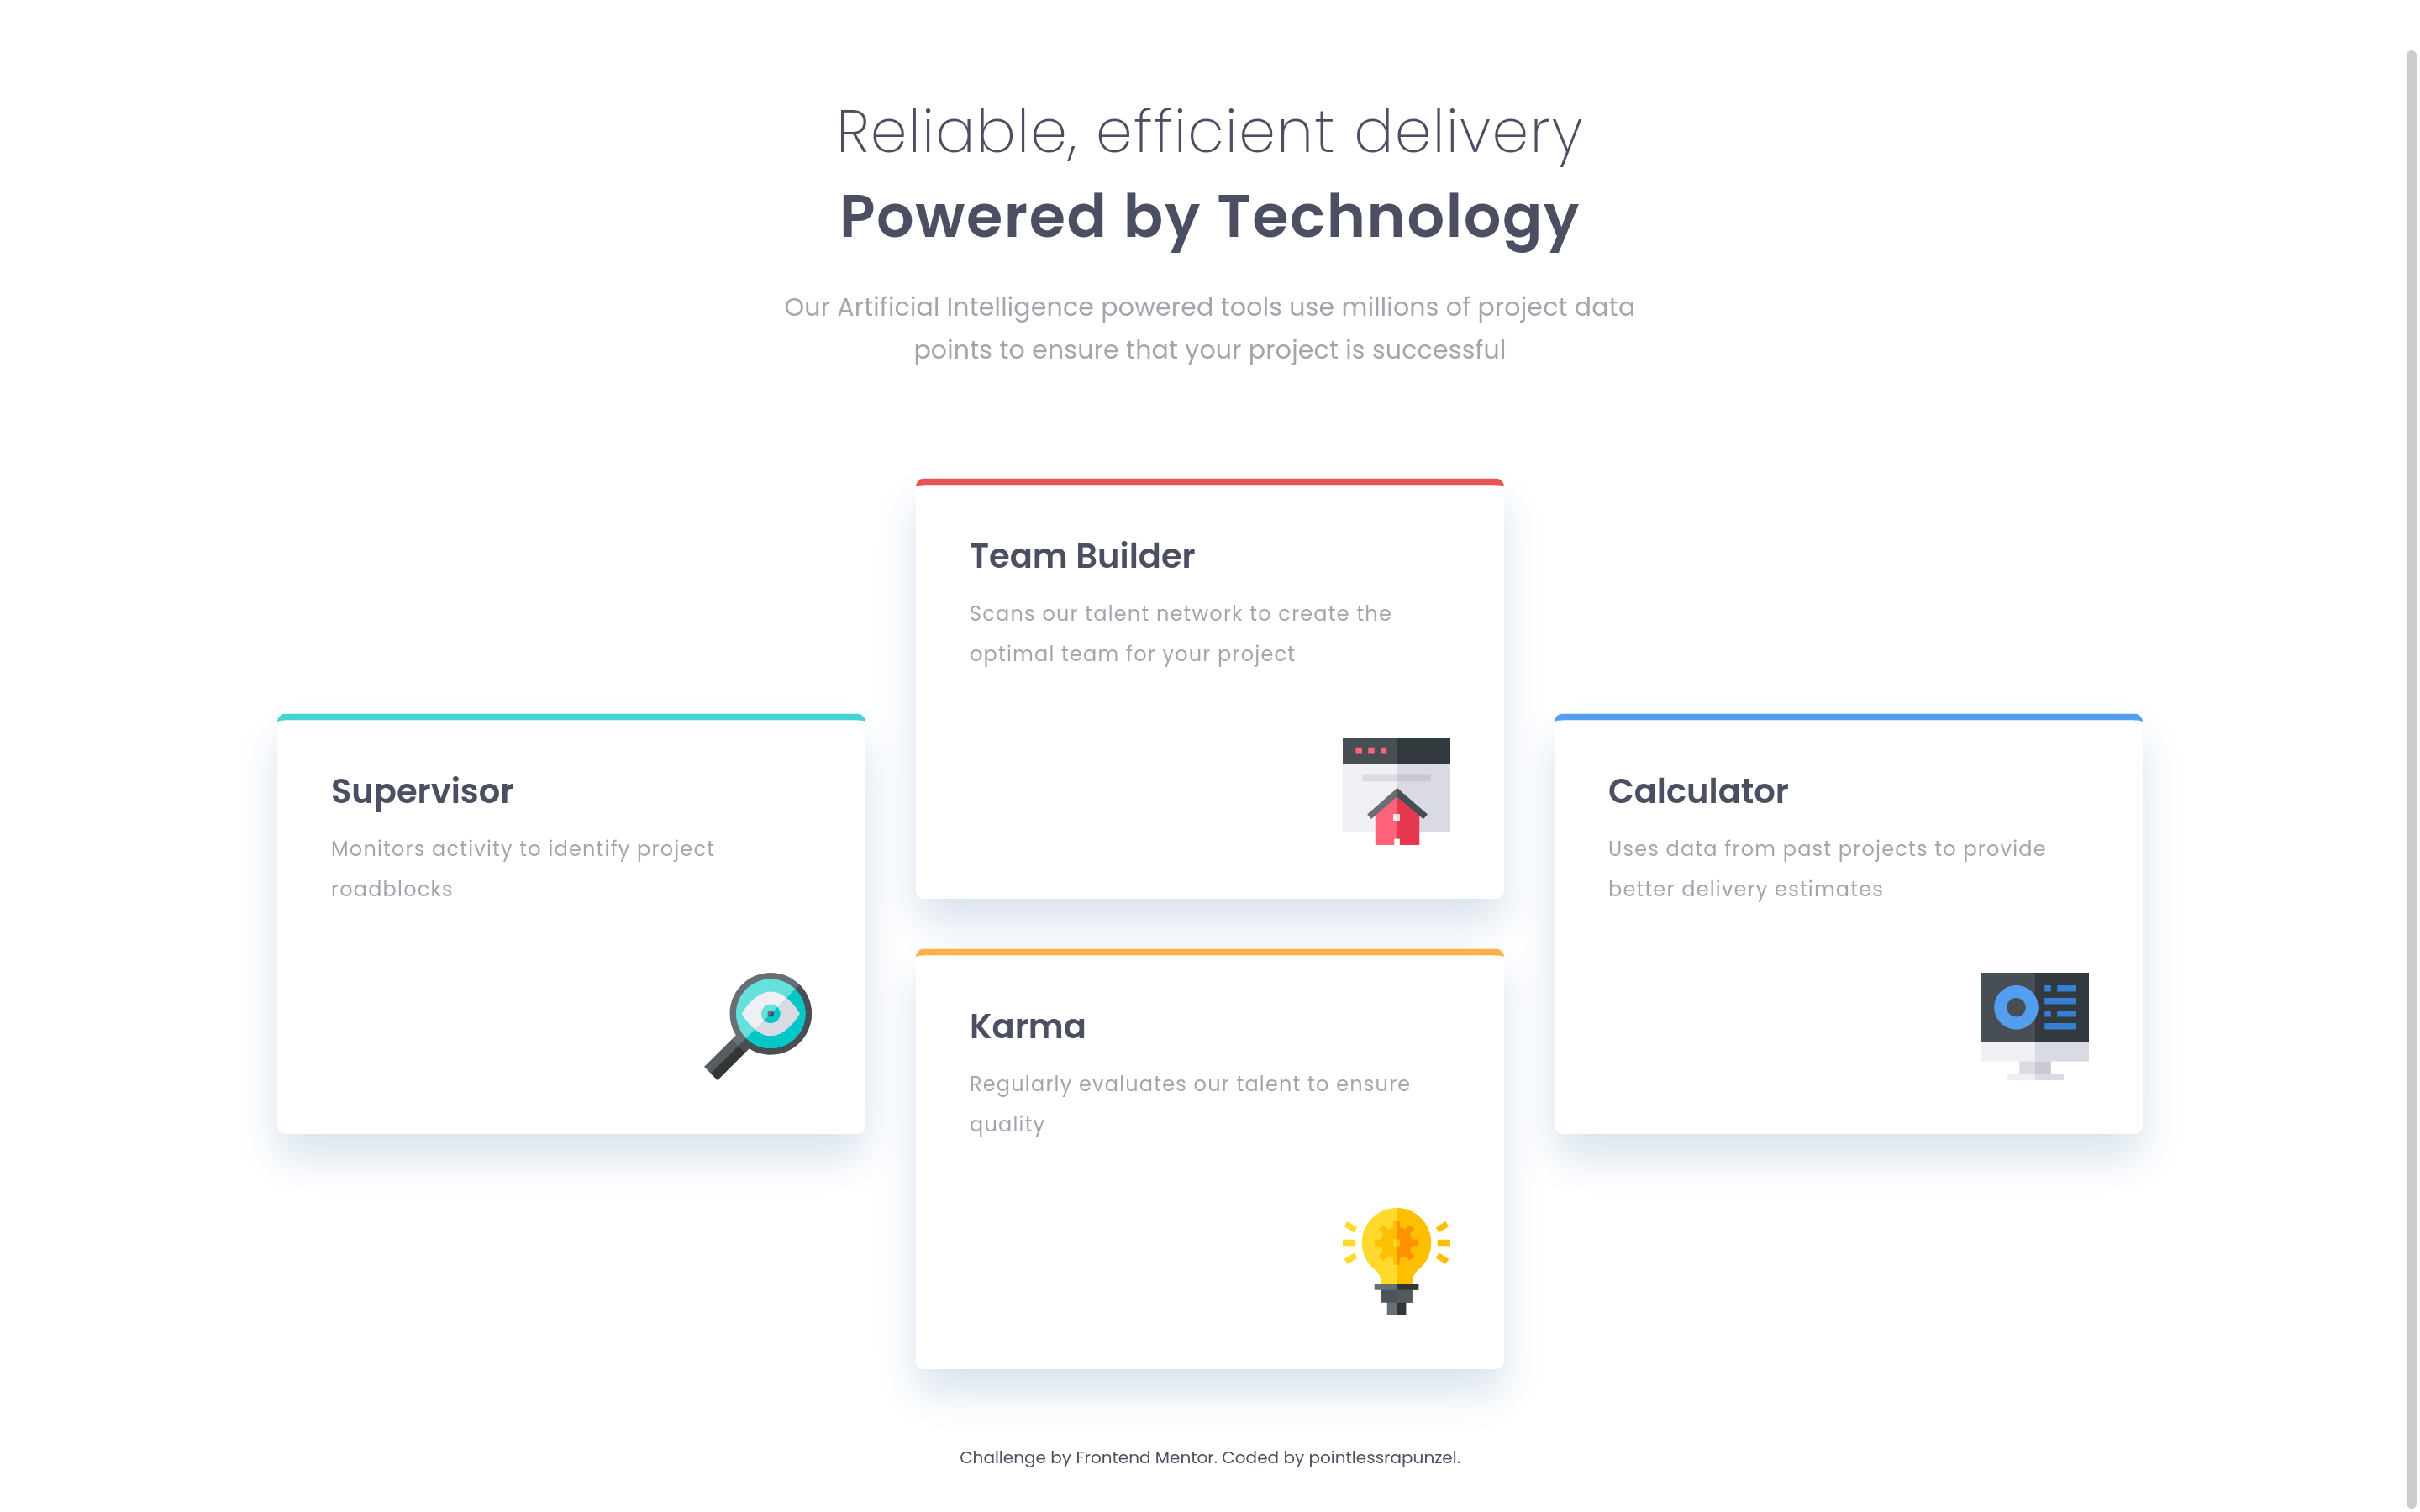 Reliable, efficient delivery
Powered by Technology
Our Artificial Intelligence powered tools use millions of project data
points to ensure that your project is successful
Team Builder
Scans our talent network to create the
optimal team for your project
Supervisor
Monitors activity to identify project
roadblocks
Calculator
Uses data from past projects to provide
better delivery estimates
Karma
Regularly evaluates our talent to ensure
quality
Challenge by Frontend Mentor. Coded by pointlessrapunzel.